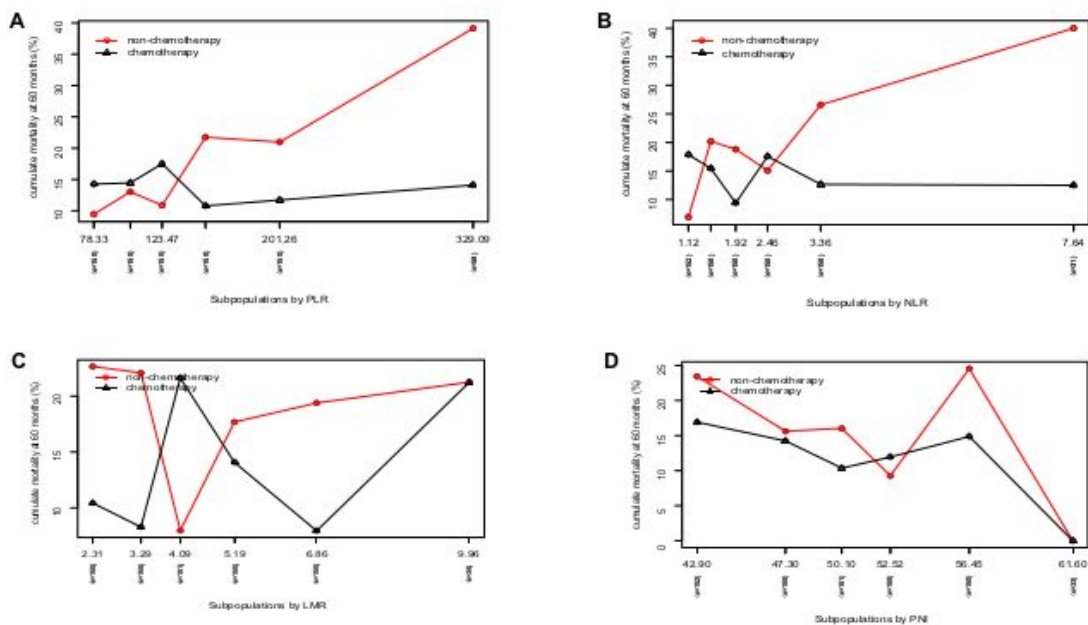 A
cumulate mortality at 60 months (%)
40
35
30
25
20
15
10
non-chemotherapy
chemotherapy
78.33 123.47 201.26 329.09
Subpopulations by PLR
B
cumulate mortality at 60 months (%)
40
35
30
25
20
15
10
non-chemotherapy
chemotherapy
1.12 1.92 2.46 3.36 7.64
Subpopulations by NLR
C
cumulate mortality at 60 months (%)
20
15
10
non-chemotherapy
chemotherapy
2.31 3.29 4.09 5.19 6.86 9.96
Subpopulations by LMR
D
cumulate mortality at 60 months (%)
25
20
15
10
5
0
non-chemotherapy
chemotherapy
42.90 47.30 50.10 52.52 56.45 61.60
Subpopulations by PNI